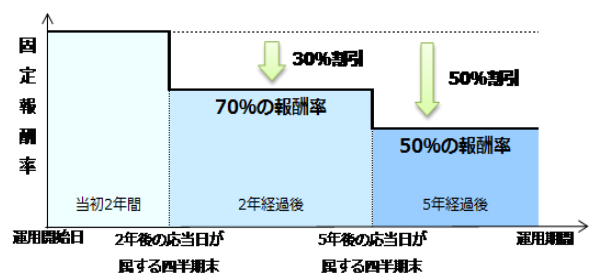 固定報酬率
30%割引
50%割引
70%の報酬率
50%の報酬率
当初2年間
2年経過後
5年経過後
運用開始日
2年後の応当日が
属する四半期末
5年後の応当日が
属する四半期末
運用期間